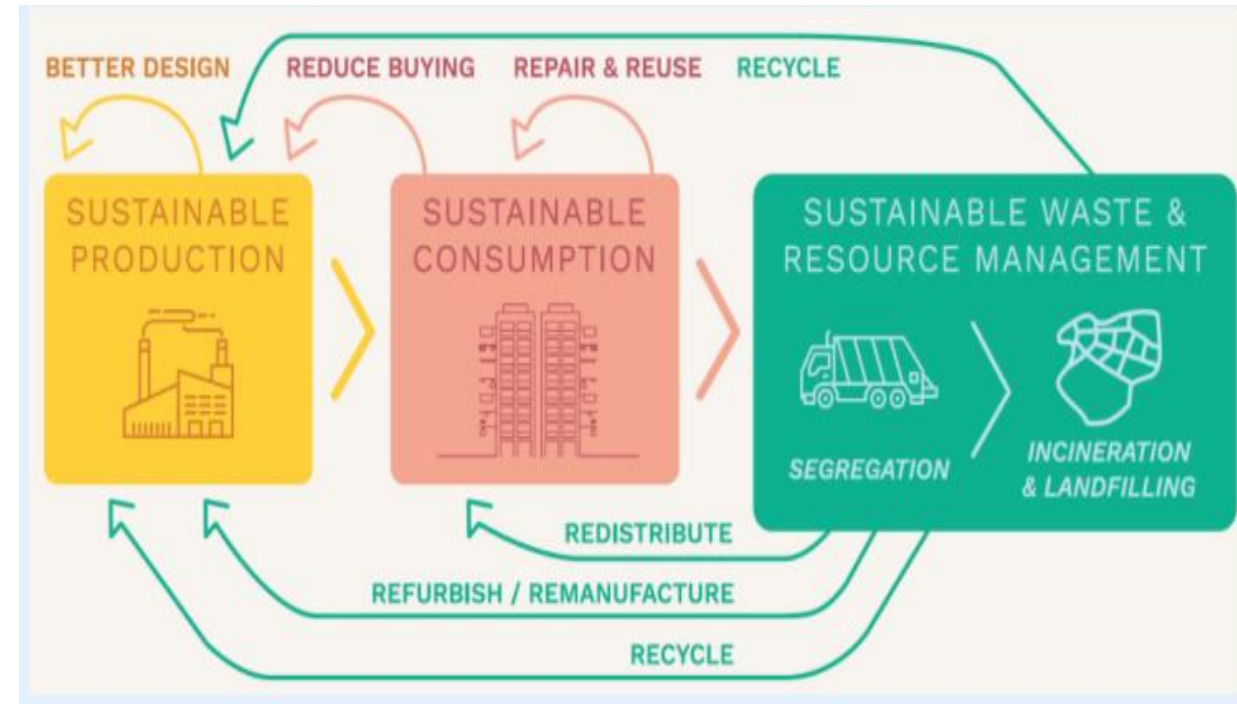 BETTER DESIGN
REDUCE BUYING
REPAIR & REUSE
RECYCLE
SUSTAINABLE
PRODUCTION
SUSTAINABLE
CONSUMPTION
SUSTAINABLE WASTE &
RESOURCE MANAGEMENT
SEGREGATION
INCINERATION
& LANDFILLING
REDISTRIBUTE
REFURBISH / REMANUFACTURE
RECYCLE